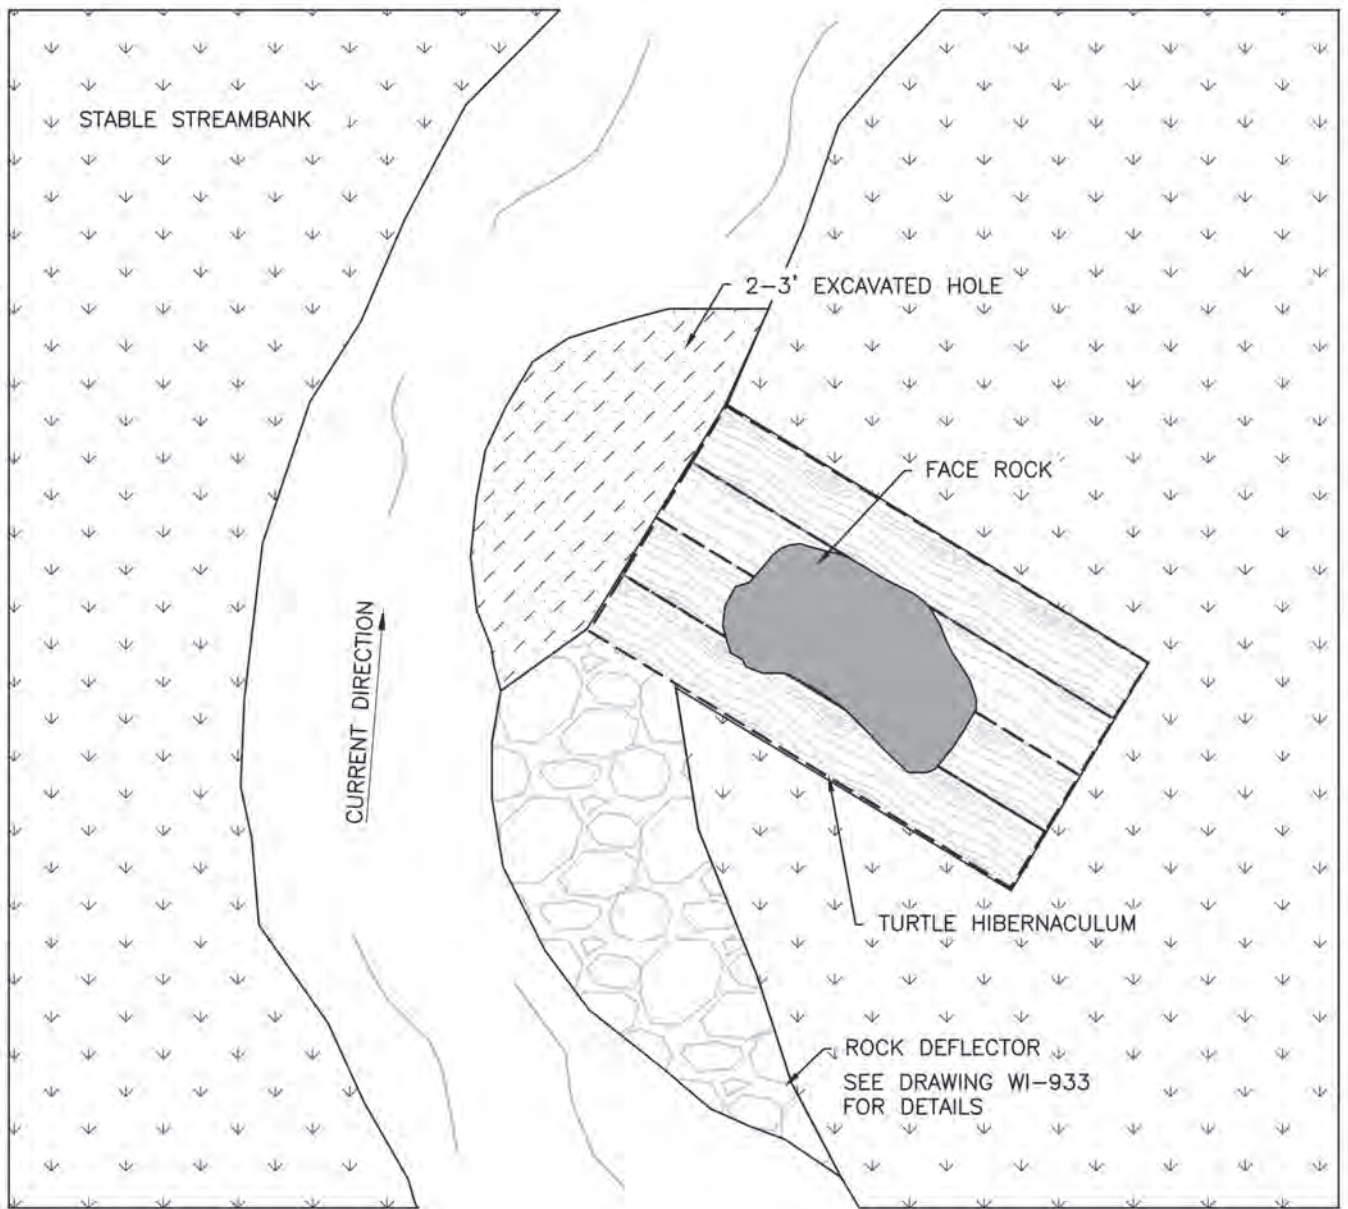 STABLE STREAMBANK
2-3' EXCAVATED HOLE
FACE ROCK
CURRENT DIRECTION
TURTLE HIBERNACULUM
ROCK DEFLECTOR
SEE DRAWING WI-933
FOR DETAILS